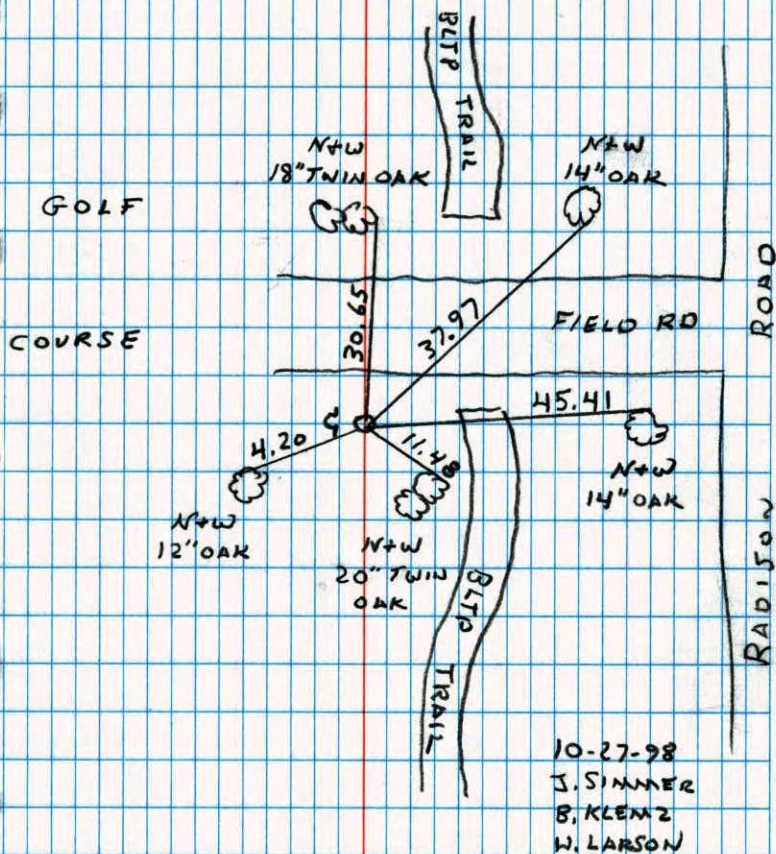 BLTP TRAIL
N+W
18" TWIN OAK
N+W
14" OAK
GOLF
COURSE
30.65
37.97
FIELD RD
ROAD
45.41
4.20
11.48
N+W
14" OAK
N+W
12" OAK
N+W
20" TWIN
OAK
BLTP TRAIL
RADISON
10-27-98
J. SIMMER
B. KLEMZ
W. LARSON